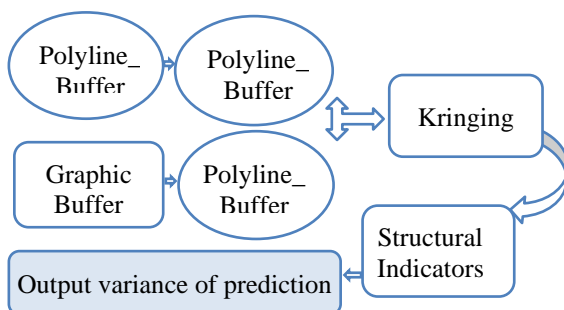 Polyline_
Buffer
Polyline_
Buffer
Kringing
Graphic
Buffer
Polyline_
Buffer
Structural
Indicators
Output variance of prediction